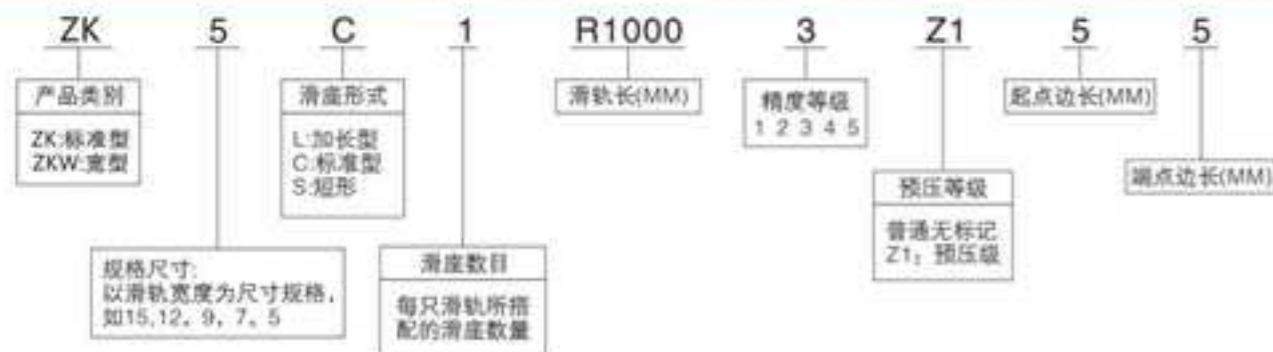 ZK 5 C 1 R1000 3 Z1 5 5
产品类别
ZK:标准型
ZKW:宽型
滑座形式
L:加长型
C:标准型
S:短形
滑轨长(MM)
精度等级
1 2 3 4 5
起点边长(MM)
端点边长(MM)
预压等级
普通无标记
Z1：预压级
规格尺寸:
以滑轨宽度为尺寸规格，
如15,12，9，7，5
滑座数目
每只滑轨所搭
配的滑座数量